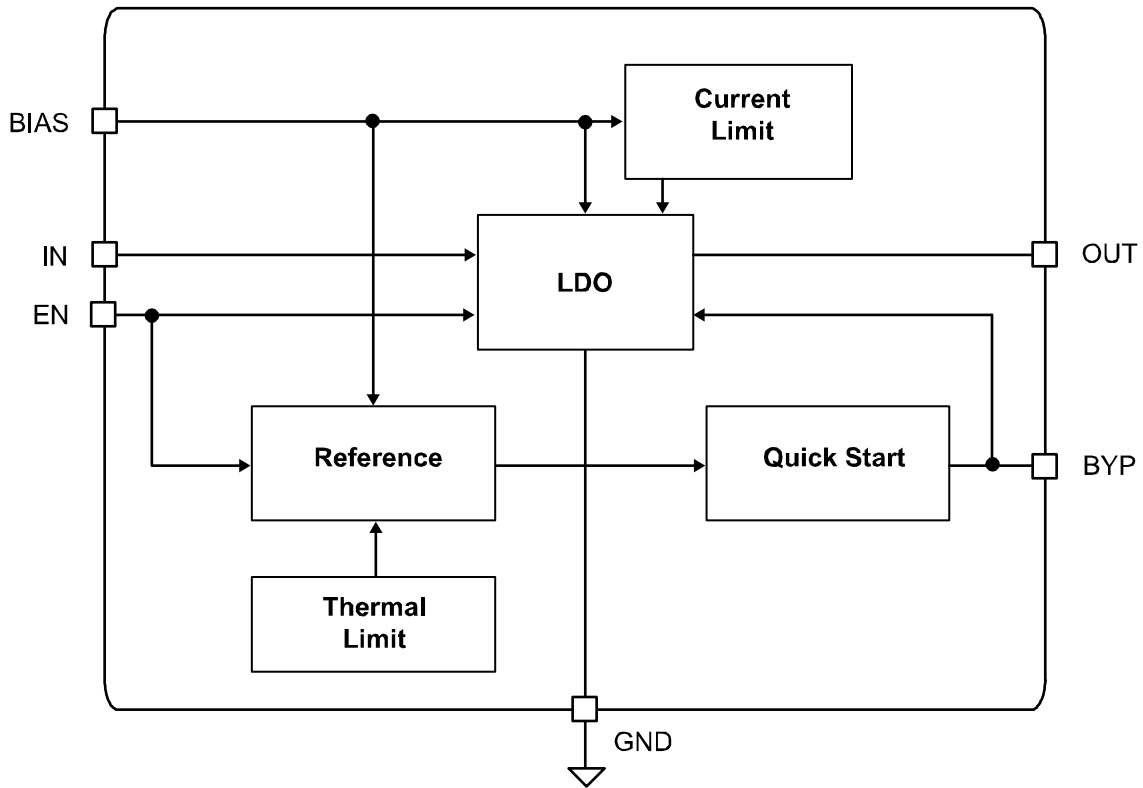 BIAS
Current
Limit
IN
LDO
OUT
EN
Reference
Quick Start
BYP
Thermal
Limit
GND